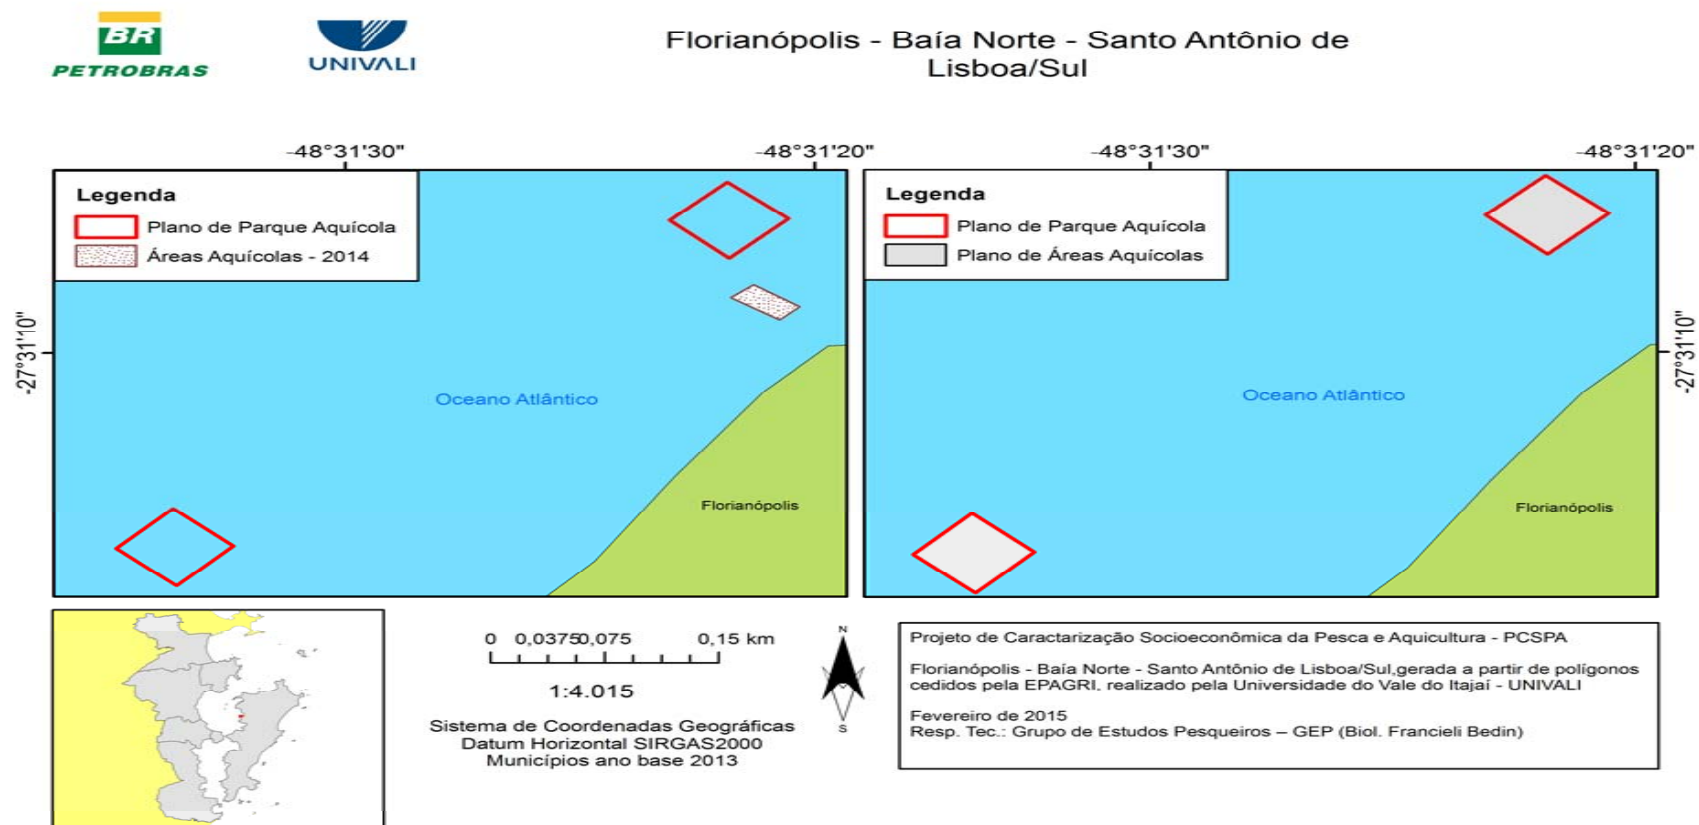 BR
PETROBRAS
UNIVALI
Florianópolis - Baía Norte - Santo Antônio de
Lisboa/Sul
-48°31'30"
-48°31'20"
-48°31'30"
-48°31'20"
Legenda
Plano de Parque Aquícola
Áreas Aquícolas - 2014
Legenda
Plano de Parque Aquícola
Plano de Áreas Aquícolas
-27°31'10"
-27°31'10"
Oceano Atlântico
Oceano Atlântico
Florianópolis
Florianópolis
0 0,03750,075 0,15 km
1:4.015
Sistema de Coordenadas Geográficas
Datum Horizontal SIRGAS2000
Municípios ano base 2013
N
S
Projeto de Caractarização Socioeconômica da Pesca e Aquicultura - PCSPA
Florianópolis - Baía Norte - Santo Antônio de Lisboa/Sul,gerada a partir de polígonos
cedidos pela EPAGRI, realizado pela Universidade do Vale do Itajaí - UNIVALI
Fevereiro de 2015
Resp. Tec.: Grupo de Estudos Pesqueiros – GEP (Biol. Francieli Bedin)